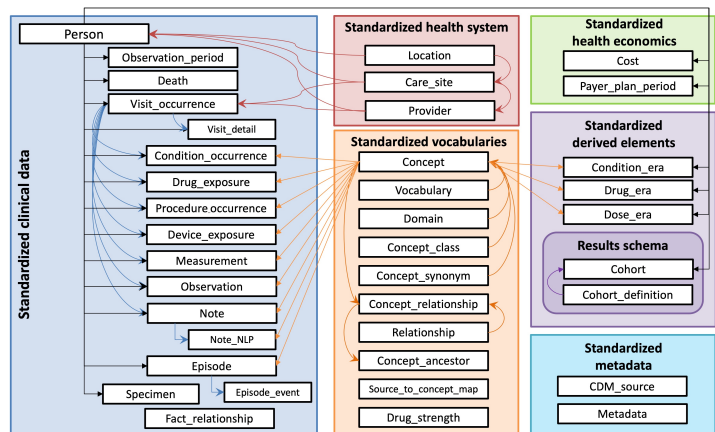 Standardized clinical data
Person
Observation_period
Death
Visit_occurrence
Visit_detail
Condition_occurrence
Drug_exposure
Procedure occurrence
Device_exposure
Measurement
Observation
Note
Note_NLP
Episode
Specimen
Episode_event
Fact_relationship
Standardized health system
Location
Care_site
Provider
Standardized vocabularies
Concept
Vocabulary
Domain
Concept_class
Concept_synonym
Concept_relationship
Relationship
Concept_ancestor
Source_to_concept_map
Drug_strength
Standardized
health economics
Cost
Payer_plan_period
Standardized
derived elements
Condition_era
Drug_era
Dose_era
Results schema
Cohort
Cohort_definition
Standardized
metadata
CDM_source
Metadata